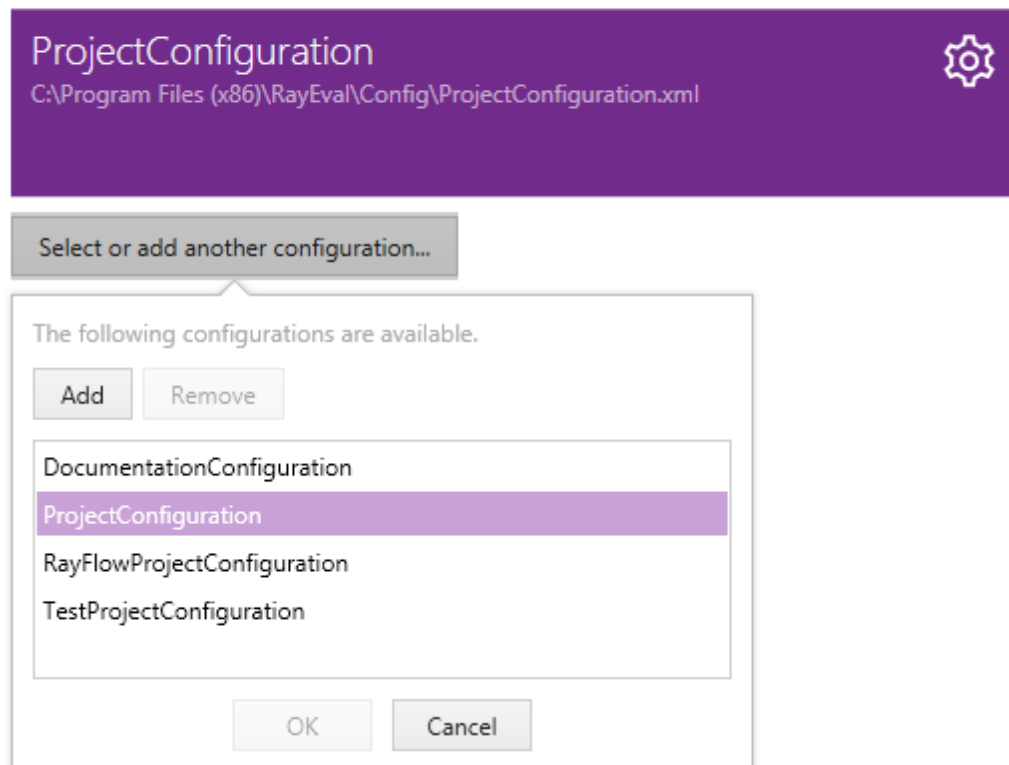 ProjectConfiguration
C:\Program Files (x86)\RayEval\Config\ProjectConfiguration.xml
Select or add another configuration...
The following configurations are available.
Add Remove
DocumentationConfiguration
ProjectConfiguration
RayFlowProjectConfiguration
TestProjectConfiguration
OK Cancel